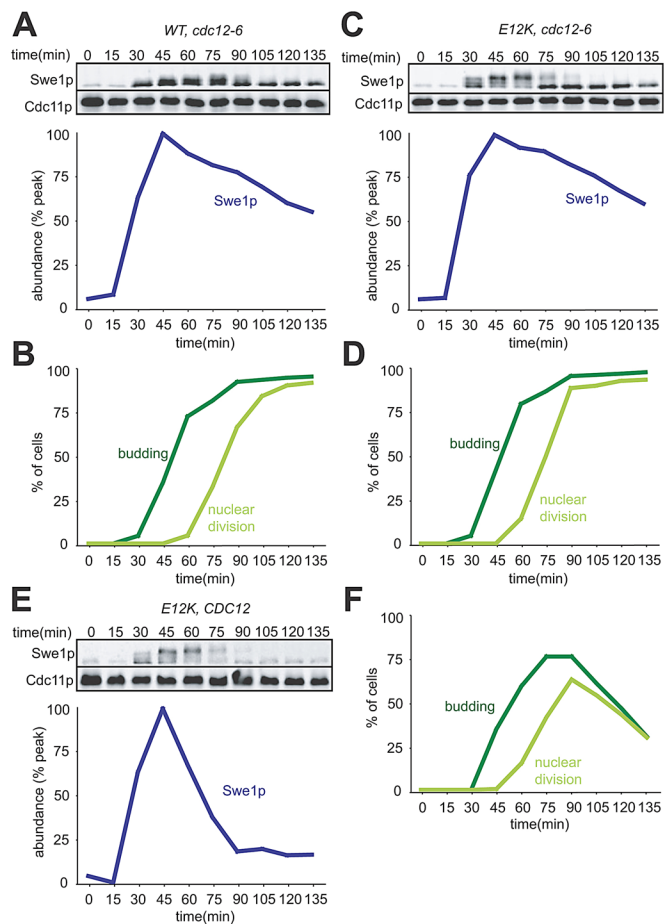 A
WT, cdc12-6
time(min) 0 15 30 45 60 75 90 105 120 135
Swe1p
Cdc11p
100
75
50
25
0
abundance (% peak)
Swe1p
0 15 30 45 60 75 90 105 120 135
time(min)
C
E12K, cdc12-6
time(min) 0 15 30 45 60 75 90 105 120 135
Swe1p
Cdc11p
100
75
50
25
0
abundance (% peak)
Swe1p
0 15 30 45 60 75 90 105 120 135
time(min)
B
100
75
50
25
0
% of cells
budding
nuclear
division
0 15 30 45 60 75 90 105 120 135
time(min)
D
100
75
50
25
0
% of cells
budding
nuclear
division
0 15 30 45 60 75 90 105 120 135
time(min)
E
E12K, CDC12
time(min) 0 15 30 45 60 75 90 105 120 135
Swe1p
Cdc11p
100
75
50
25
0
abundance (% peak)
Swe1p
0 15 30 45 60 75 90 105 120 135
time(min)
F
100
75
50
25
0
% of cells
budding
nuclear
division
0 15 30 45 60 75 90 105 120 135
time(min)